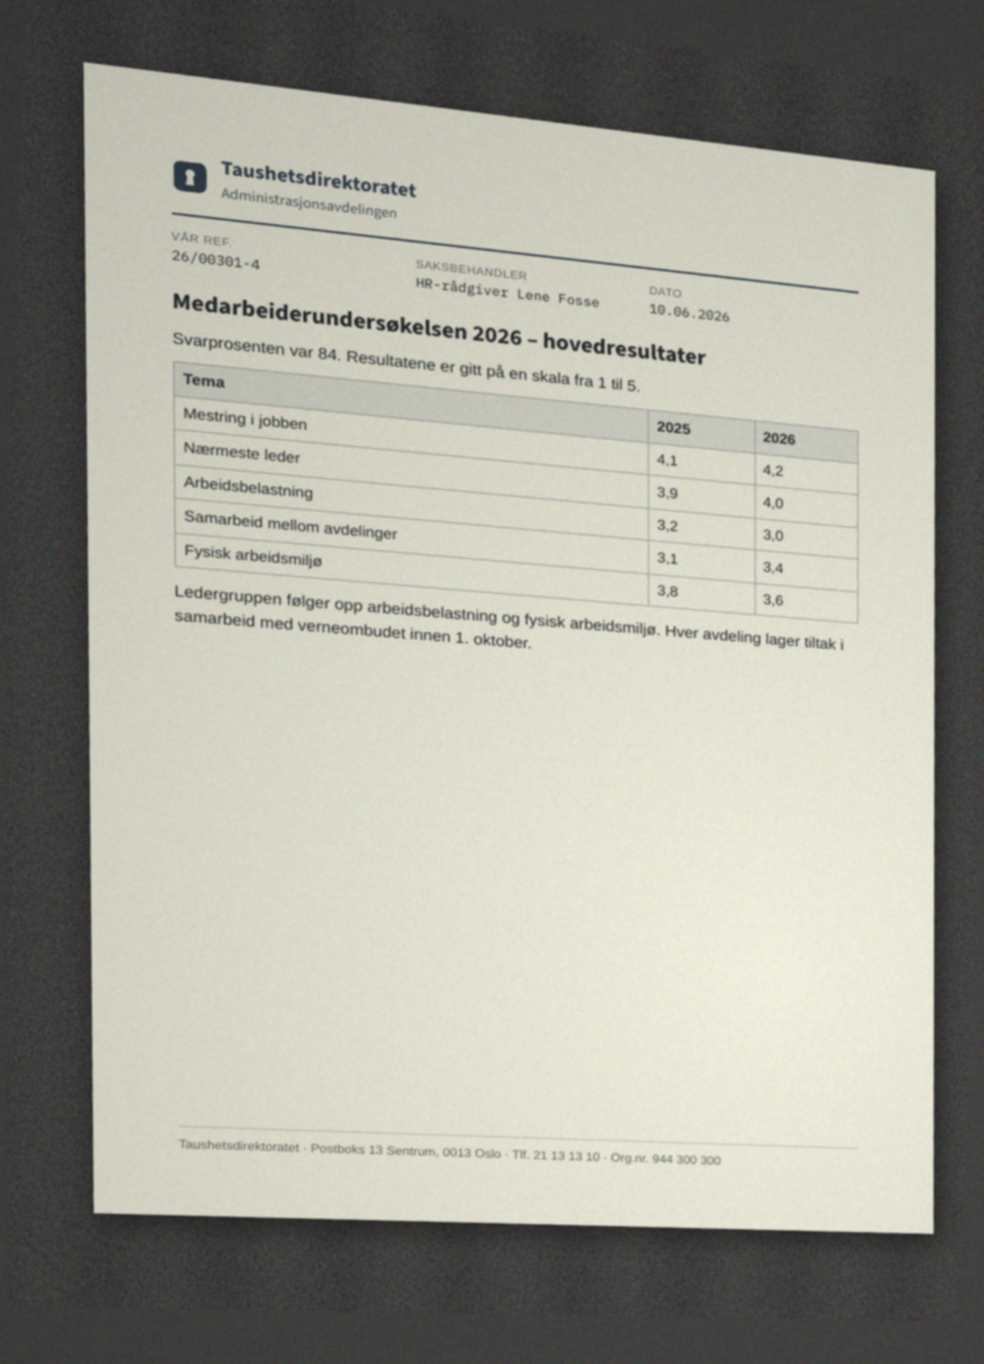 Taushetsdirektoratet
Administrasjonsavdelingen
VÅR REF.
26/00301-4
SAKSBEHANDLER
HR-rådgiver Lene Fosse
DATO
10.06.2026
Medarbeiderundersøkelsen 2026 – hovedresultater
Svarprosenten var 84. Resultatene er gitt på en skala fra 1 til 5.
Tema 2025 2026
Mestring i jobben 4,1 4,2
Nærmeste leder 3,9 4,0
Arbeidsbelastning 3,2 3,0
Samarbeid mellom avdelinger 3,1 3,4
Fysisk arbeidsmiljø 3,8 3,6
Ledergruppen følger opp arbeidsbelastning og fysisk arbeidsmiljø. Hver avdeling lager tiltak i
samarbeid med verneombudet innen 1. oktober.
Taushetsdirektoratet · Postboks 13 Sentrum, 0013 Oslo · Tlf. 21 13 13 10 · Org.nr. 944 300 300